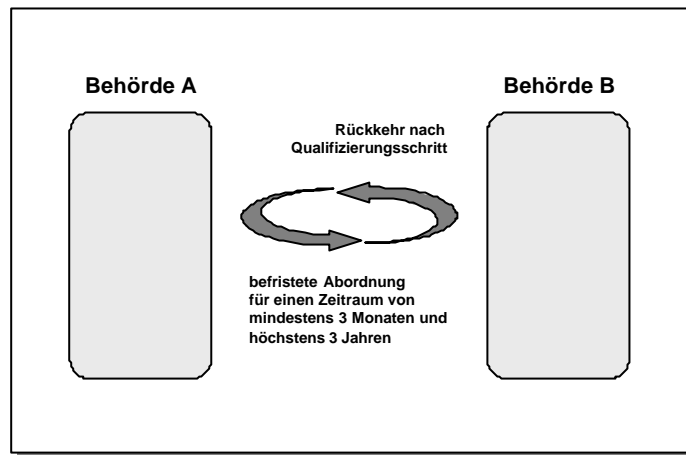 Behörde A
Behörde B
Rückkehr nach
Qualifizierungsschritt
befristete Abordnung
für einen Zeitraum von
mindestens 3 Monaten und
höchstens 3 Jahren